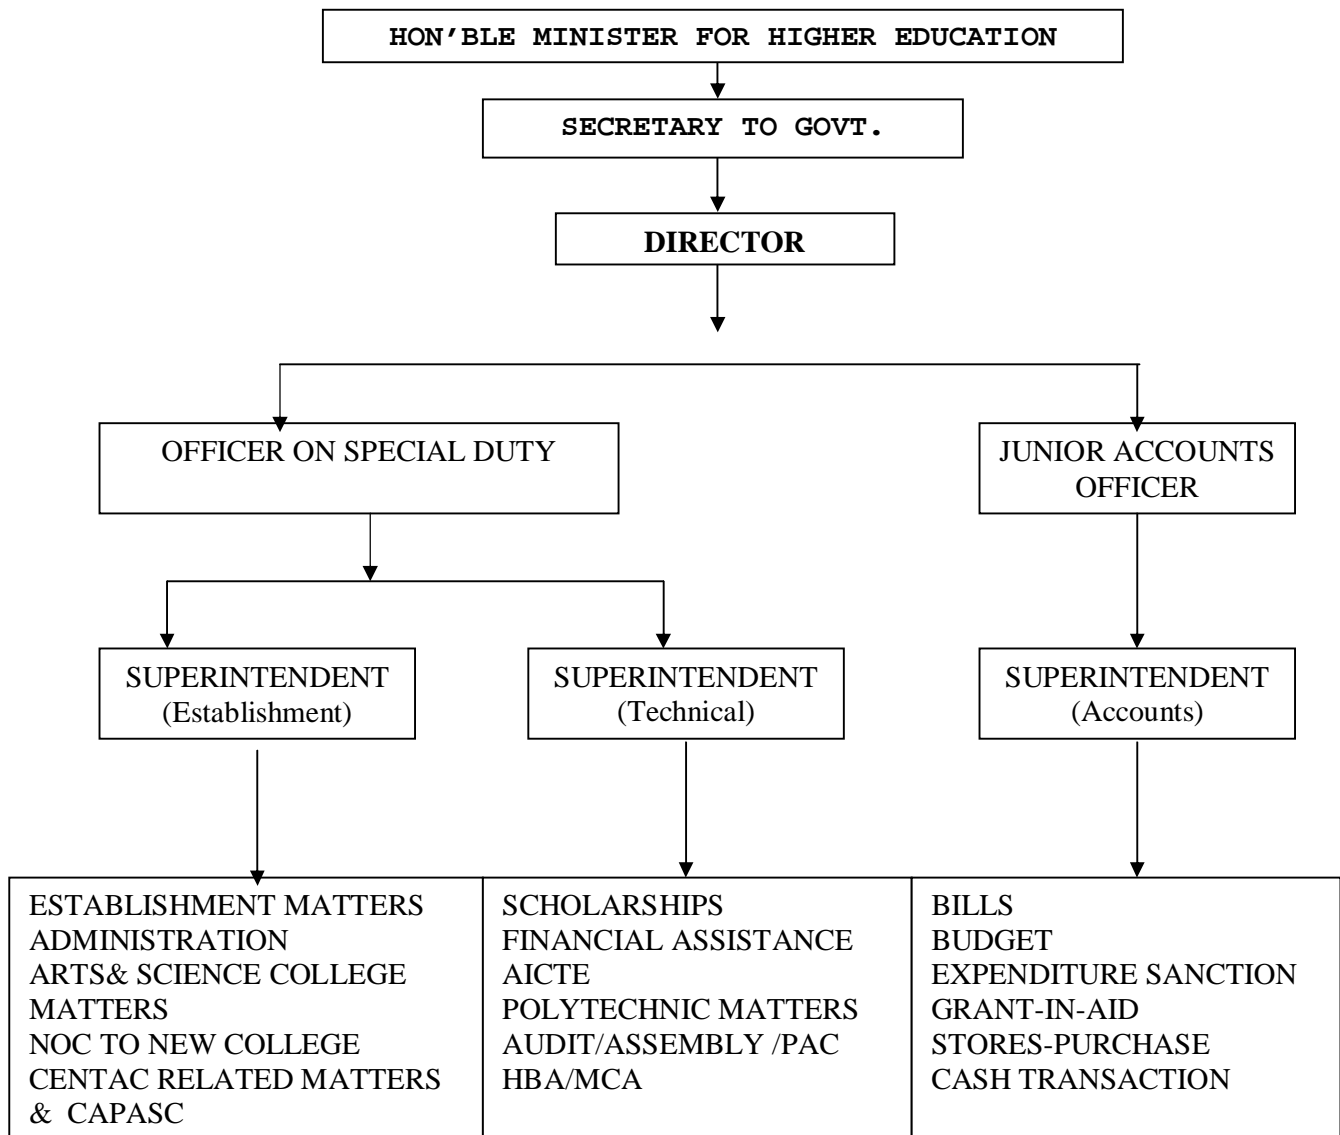 HON'BLE MINISTER FOR HIGHER EDUCATION
SECRETARY TO GOVT.
DIRECTOR
OFFICER ON SPECIAL DUTY
JUNIOR ACCOUNTS
OFFICER
SUPERINTENDENT
(Establishment)
SUPERINTENDENT
(Technical)
SUPERINTENDENT
(Accounts)
ESTABLISHMENT MATTERS
ADMINISTRATION
ARTS& SCIENCE COLLEGE
MATTERS
NOC TO NEW COLLEGE
CENTAC RELATED MATTERS
& CAPASC
SCHOLARSHIPS
FINANCIAL ASSISTANCE
AICTE
POLYTECHNIC MATTERS
AUDIT/ASSEMBLY /PAC
HBA/MCA
BILLS
BUDGET
EXPENDITURE SANCTION
GRANT-IN-AID
STORES-PURCHASE
CASH TRANSACTION